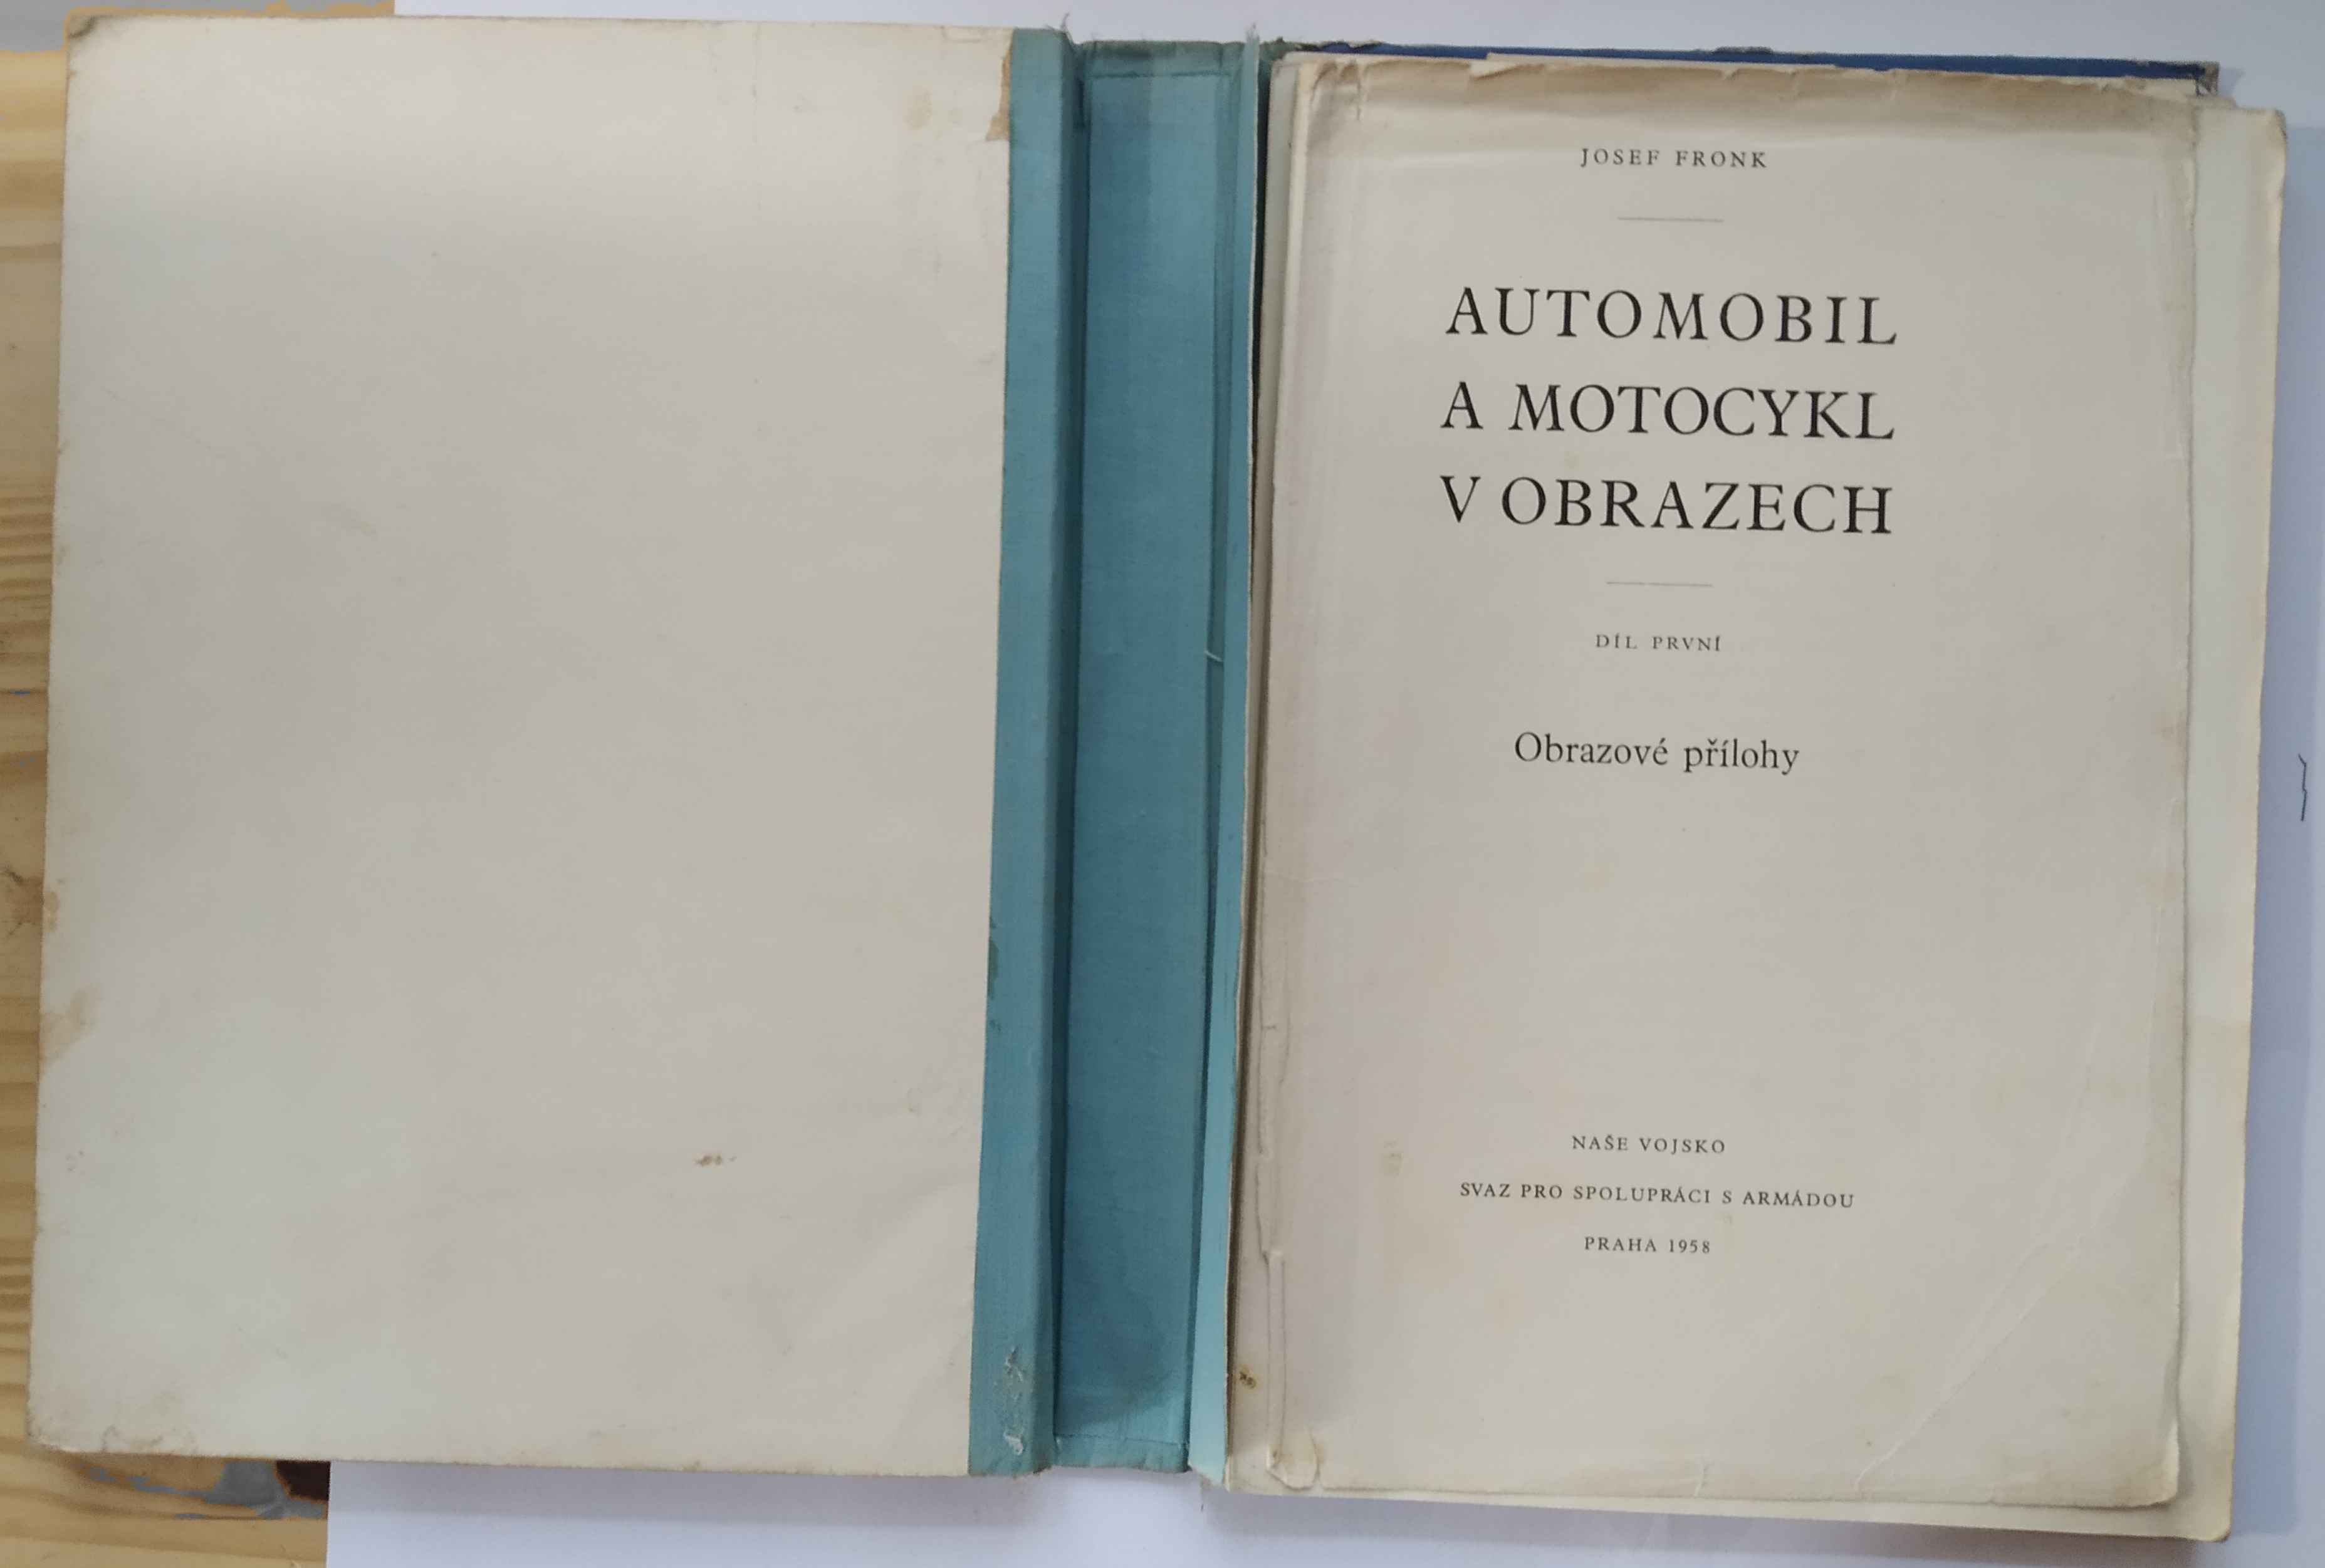 JOSEF FRONK
AUTOMOBIL
A MOTOCYKL
V OBRAZECH
DÍL PRVNÍ
Obrazové přílohy
NAŠE VOJSKO
SVAZ PRO SPOLUPRÁCI S ARMÁDOU
PRAHA 1958